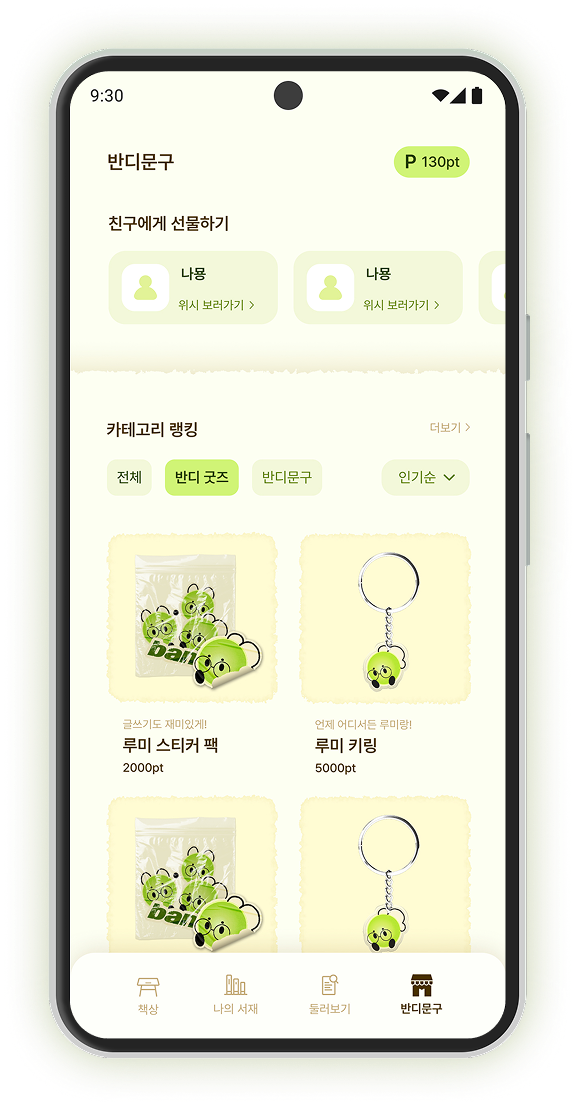 9:30
반디문구
P 130pt
친구에게 선물하기
나용
위시 보러가기
나용
위시 보러가기
카테고리 랭킹
더보기
전체
반디 굿즈
반디문구
인기순
글쓰기도 재미있게!
언제 어디서든 루미랑!
루미 스티커 팩
루미 키링
2000pt
5000pt
책상
나의 서재
둘러보기
반디문구